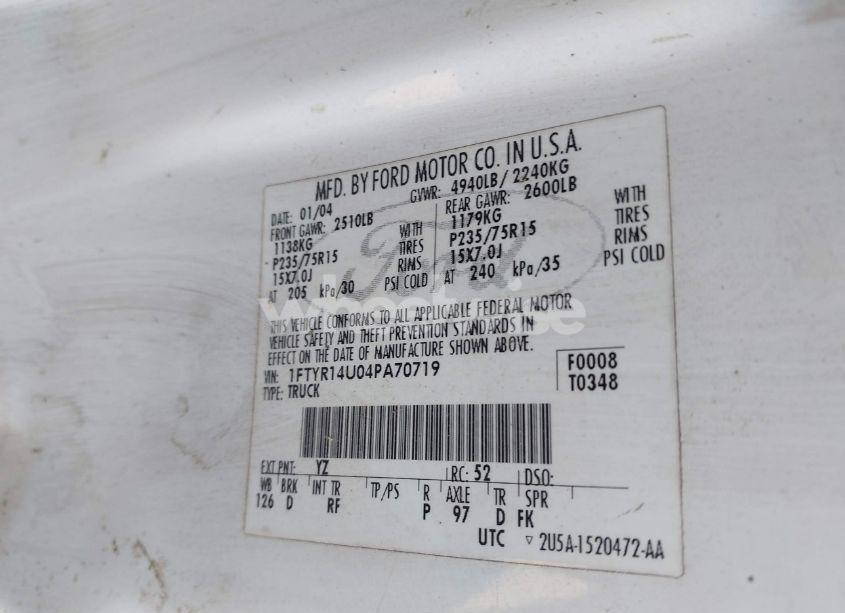 MFD. BY FORD MOTOR CO. IN U.S.A.
DATE: 01/04 GVWR: 4940LB/ 2240KG
FRONT GAWR: 2510LB REAR GAWR: 2600LB
1138KG WITH 1179KG WITH
P235/75R15 TIRES P235/75R15 TIRES
15X7.0J RIMS 15X7.0J RIMS
AT 205 kPa/30 PSI COLD AT 240 kPa/35 PSI COLD
Ford
THIS VEHICLE CONFORMS TO ALL APPLICABLE FEDERAL MOTOR
VEHICLE SAFETY AND THEFT PREVENTION STANDARDS IN
EFFECT ON THE DATE OF MANUFACTURE SHOWN ABOVE.
VIN: 1FTYR14U04PA70719 F0008
TYPE: TRUCK T0348
EXT PNT: YZ RC: 52 DSO:
WB BRK INT TR TP/PS R AXLE TR SPR
126 D RF P 97 D FK
UTC ▽ 2U5A-1520472-AA